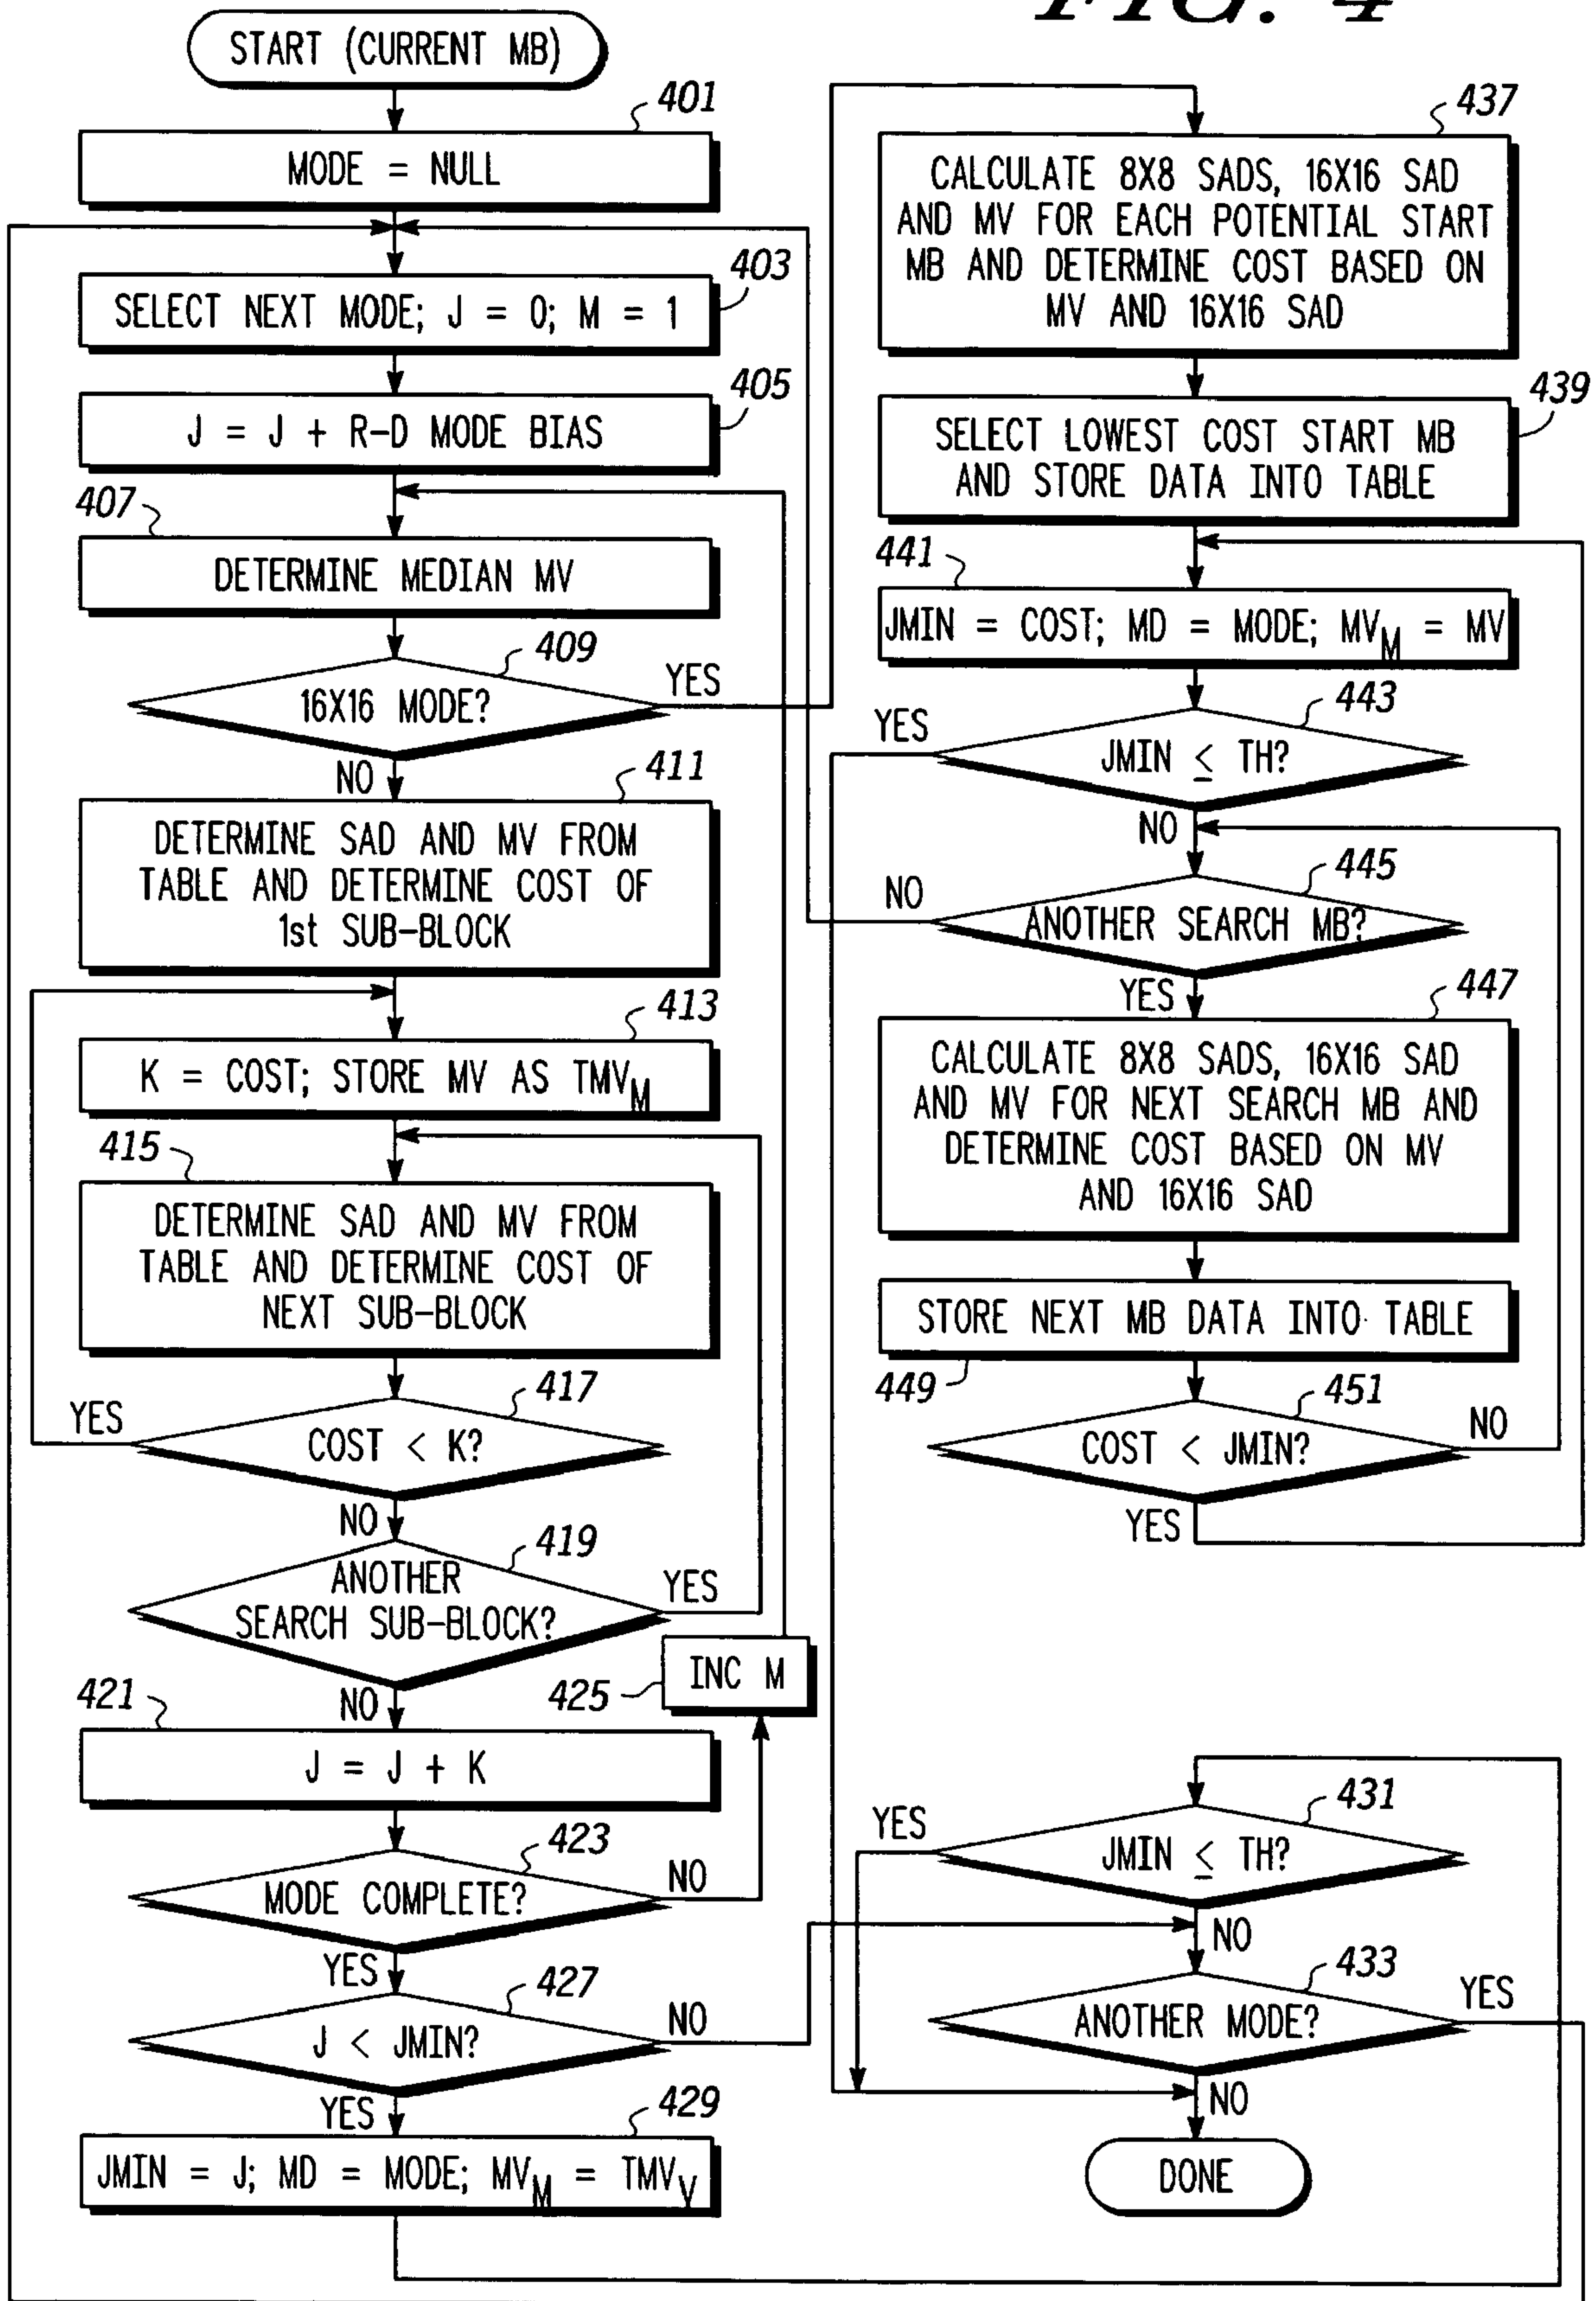 FIG. 4
START (CURRENT MB)
401
MODE = NULL
403
SELECT NEXT MODE; J = 0; M = 1
405
J = J + R-D MODE BIAS
407
DETERMINE MEDIAN MV
409
16X16 MODE?
YES
NO
411
DETERMINE SAD AND MV FROM
TABLE AND DETERMINE COST OF
1st SUB-BLOCK
413
K = COST; STORE MV AS TMVM
415
DETERMINE SAD AND MV FROM
TABLE AND DETERMINE COST OF
NEXT SUB-BLOCK
417
YES
COST < K?
NO
419
ANOTHER
SEARCH SUB-BLOCK?
YES
NO
421
J = J + K
425
INC M
423
MODE COMPLETE?
NO
YES
427
J < JMIN?
NO
YES
429
JMIN = J; MD = MODE; MVM = TMVV
437
CALCULATE 8X8 SADS, 16X16 SAD
AND MV FOR EACH POTENTIAL START
MB AND DETERMINE COST BASED ON
MV AND 16X16 SAD
439
SELECT LOWEST COST START MB
AND STORE DATA INTO TABLE
441
JMIN = COST; MD = MODE; MVM = MV
443
YES
JMIN ≤ TH?
NO
445
NO
ANOTHER SEARCH MB?
YES
447
CALCULATE 8X8 SADS, 16X16 SAD
AND MV FOR NEXT SEARCH MB AND
DETERMINE COST BASED ON MV
AND 16X16 SAD
STORE NEXT MB DATA INTO TABLE
449
451
COST < JMIN?
NO
YES
431
YES
JMIN ≤ TH?
NO
433
ANOTHER MODE?
YES
NO
DONE